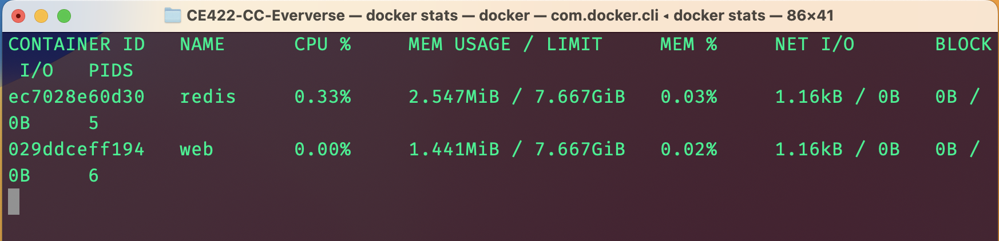 CE422-CC-Eververse — docker stats — docker — com.docker.cli ◂ docker stats — 86×41
CONTAINER ID   NAME      CPU %     MEM USAGE / LIMIT     MEM %     NET I/O       BLOCK
 I/O   PIDS
ec7028e60d30   redis     0.33%     2.547MiB / 7.667GiB   0.03%     1.16kB / 0B   0B /
0B     5
029ddceff194   web       0.00%     1.441MiB / 7.667GiB   0.02%     1.16kB / 0B   0B /
0B     6